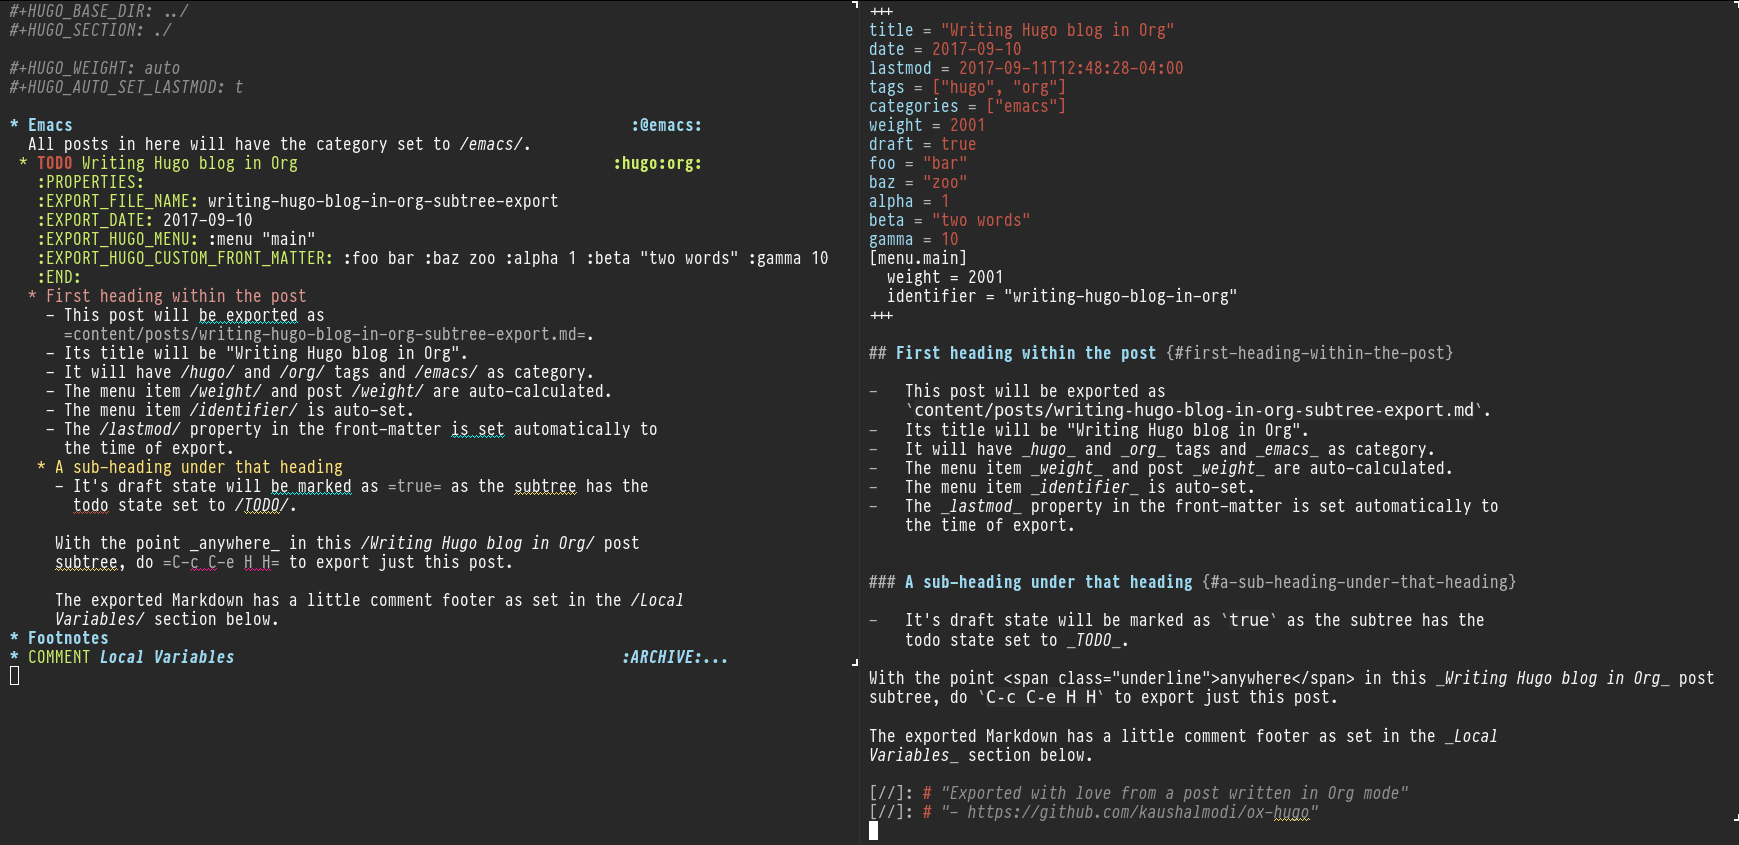 #+HUGO_BASE_DIR: ../
#+HUGO_SECTION: ./
#+HUGO_WEIGHT: auto
#+HUGO_AUTO_SET_LASTMOD: t
* Emacs :@emacs:
All posts in here will have the category set to /emacs/.
* TODO Writing Hugo blog in Org :hugo:org:
:PROPERTIES:
:EXPORT_FILE_NAME: writing-hugo-blog-in-org-subtree-export
:EXPORT_DATE: 2017-09-10
:EXPORT_HUGO_MENU: :menu "main"
:EXPORT_HUGO_CUSTOM_FRONT_MATTER: :foo bar :baz zoo :alpha 1 :beta "two words" :gamma 10
:END:
* First heading within the post
- This post will be exported as
=content/posts/writing-hugo-blog-in-org-subtree-export.md=.
- Its title will be "Writing Hugo blog in Org".
- It will have /hugo/ and /org/ tags and /emacs/ as category.
- The menu item /weight/ and post /weight/ are auto-calculated.
- The menu item /identifier/ is auto-set.
- The /lastmod/ property in the front-matter is set automatically to
the time of export.
* A sub-heading under that heading
- It's draft state will be marked as =true= as the subtree has the
todo state set to /TODO/.
With the point _anywhere_ in this /Writing Hugo blog in Org/ post
subtree, do =C-c C-e H H= to export just this post.
The exported Markdown has a little comment footer as set in the /Local
Variables/ section below.
* Footnotes
* COMMENT Local Variables :ARCHIVE:...
+++
title = "Writing Hugo blog in Org"
date = 2017-09-10
lastmod = 2017-09-11T12:48:28-04:00
tags = ["hugo", "org"]
categories = ["emacs"]
weight = 2001
draft = true
foo = "bar"
baz = "zoo"
alpha = 1
beta = "two words"
gamma = 10
[menu.main]
weight = 2001
identifier = "writing-hugo-blog-in-org"
+++
## First heading within the post {#first-heading-within-the-post}
- This post will be exported as
`content/posts/writing-hugo-blog-in-org-subtree-export.md`.
- Its title will be "Writing Hugo blog in Org".
- It will have _hugo_ and _org_ tags and _emacs_ as category.
- The menu item _weight_ and post _weight_ are auto-calculated.
- The menu item _identifier_ is auto-set.
- The _lastmod_ property in the front-matter is set automatically to
the time of export.
### A sub-heading under that heading {#a-sub-heading-under-that-heading}
- It's draft state will be marked as `true` as the subtree has the
todo state set to _TODO_.
With the point <span class="underline">anywhere</span> in this _Writing Hugo blog in Org_ post
subtree, do `C-c C-e H H` to export just this post.
The exported Markdown has a little comment footer as set in the _Local
Variables_ section below.
[//]: # "Exported with love from a post written in Org mode"
[//]: # "- https://github.com/kaushalmodi/ox-hugo"